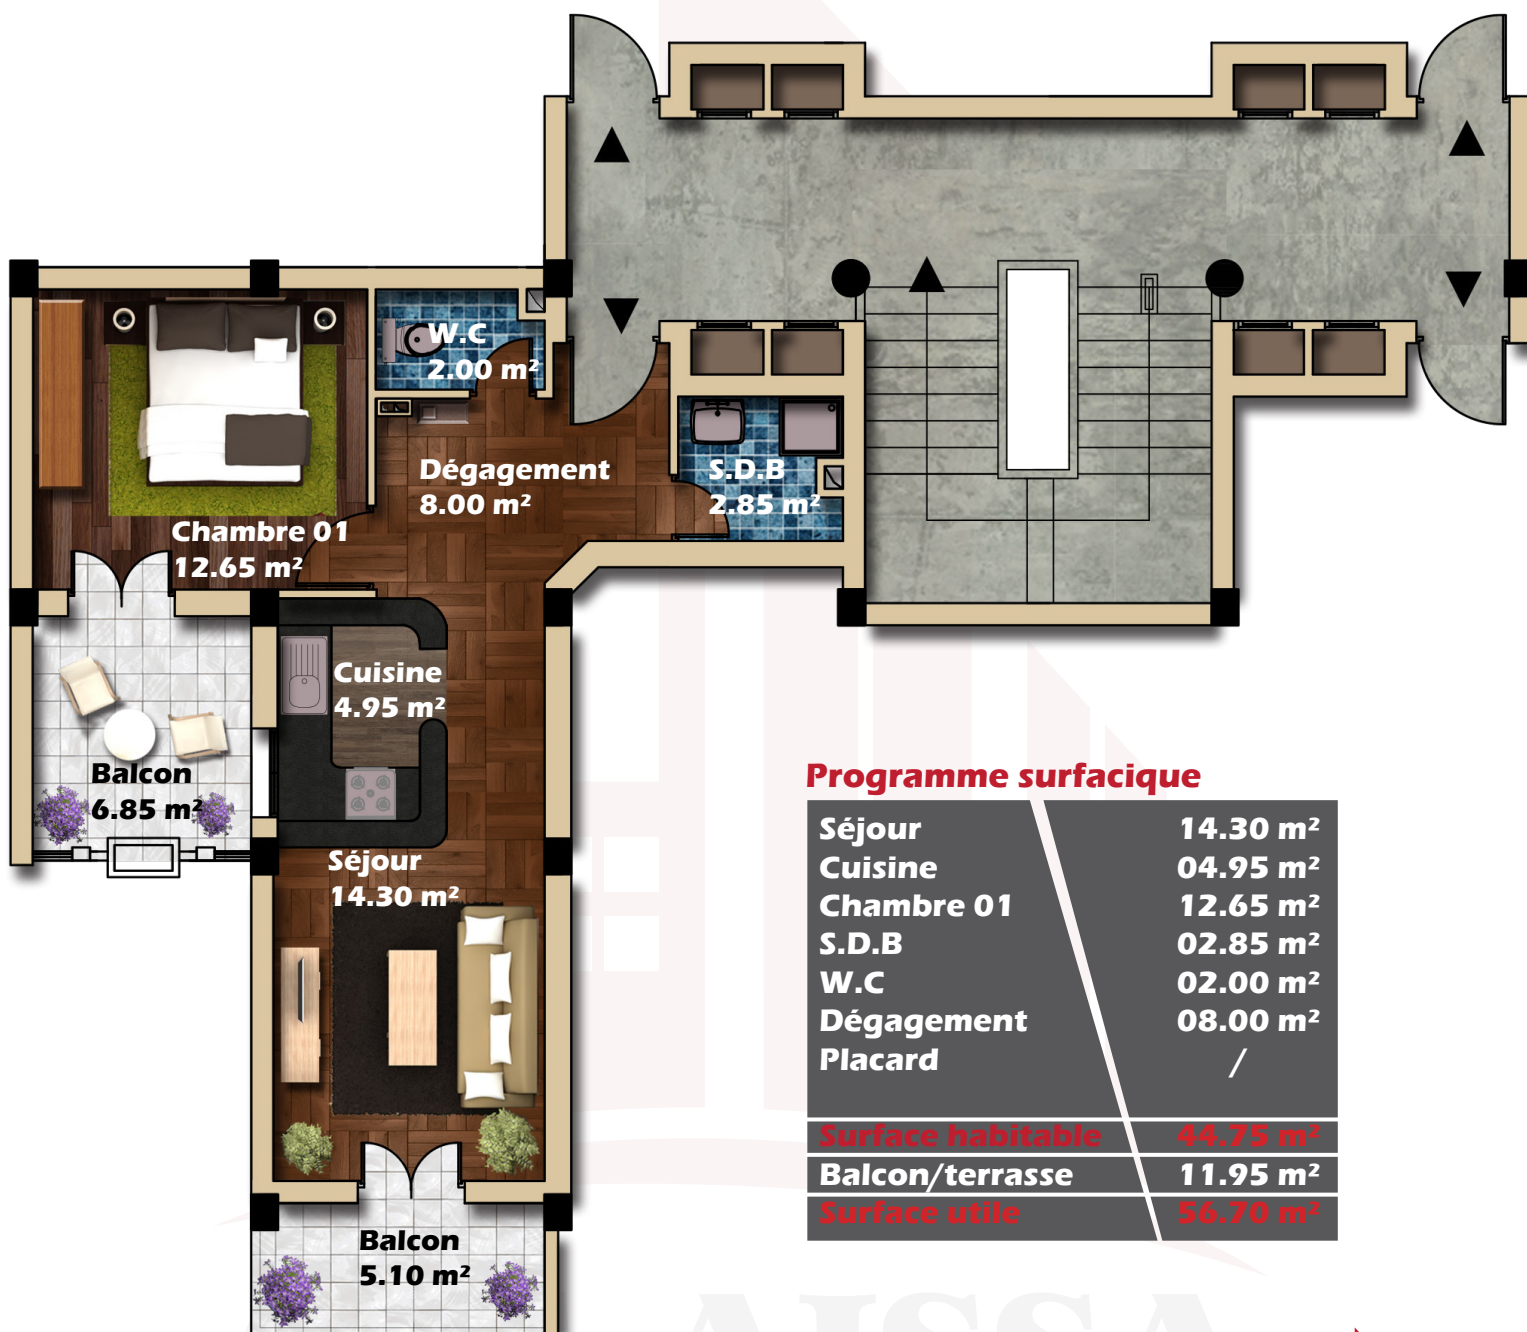 W.C
2.00 m²
Dégagement
8.00 m²
S.D.B
2.85 m²
Chambre 01
12.65 m²
Cuisine
4.95 m²
Balcon
6.85 m²
Séjour
14.30 m²
Balcon
5.10 m²
Programme surfacique
Séjour 14.30 m²
Cuisine 04.95 m²
Chambre 01 12.65 m²
S.D.B 02.85 m²
W.C 02.00 m²
Dégagement 08.00 m²
Placard /
Surface habitable 44.75 m²
Balcon/terrasse 11.95 m²
Surface utile 56.70 m²
AISSA